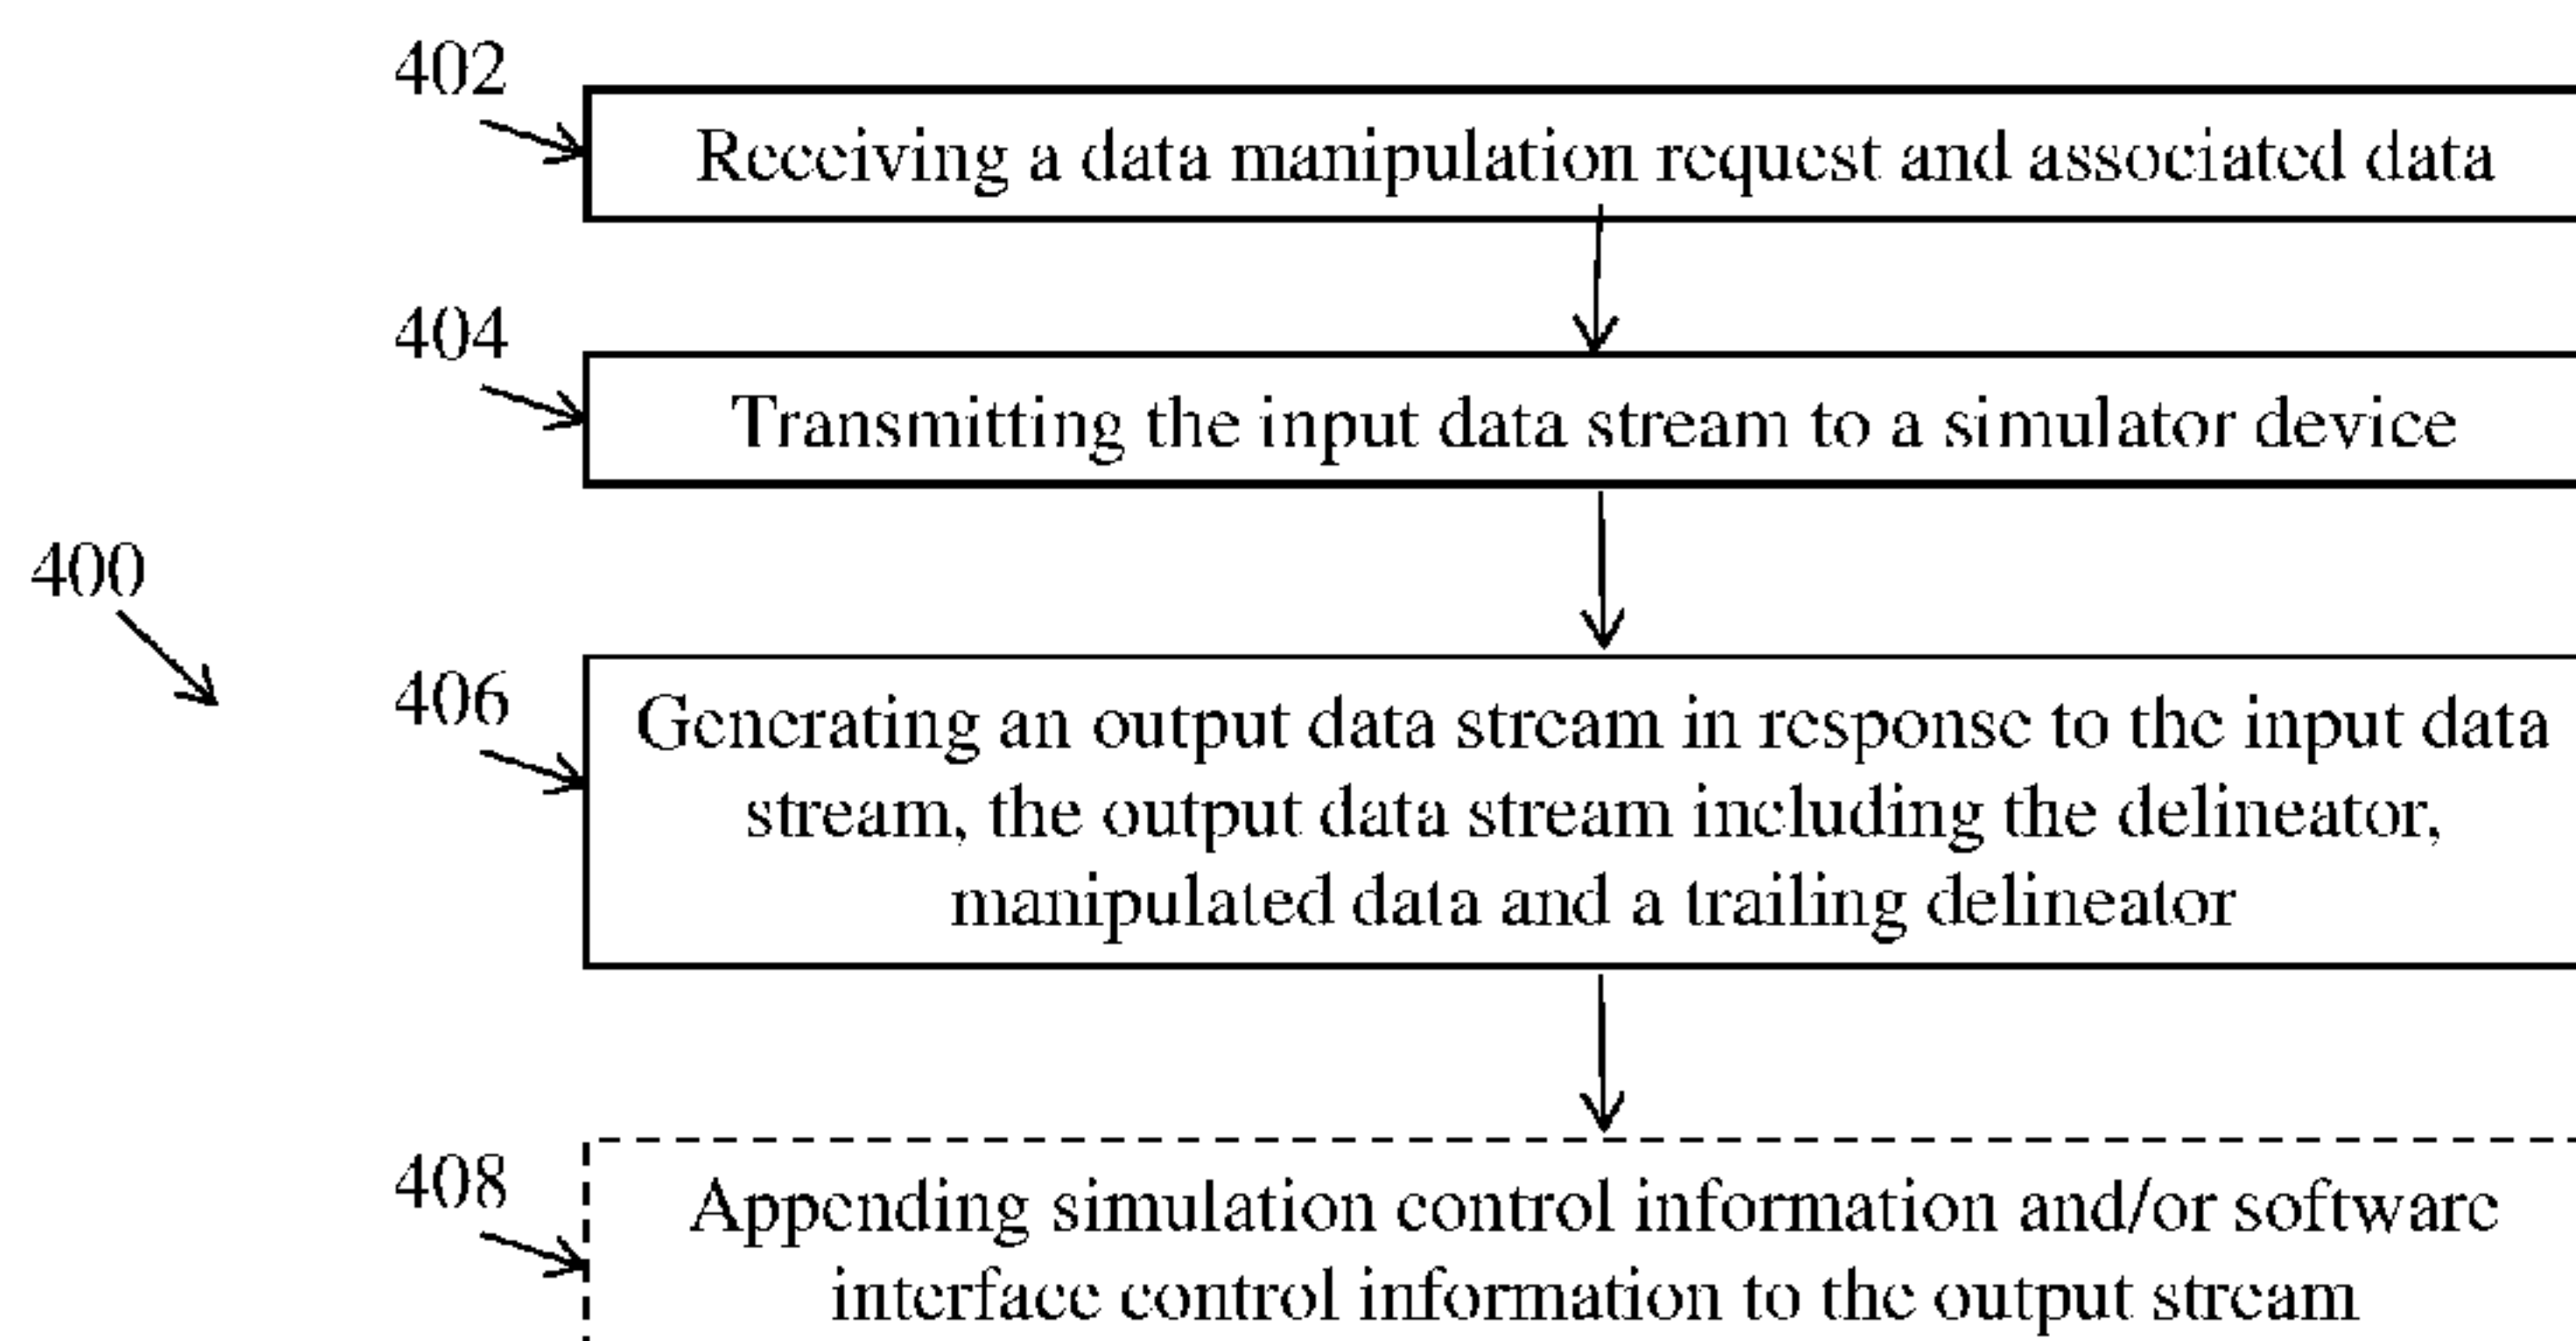 402
Receiving a data manipulation request and associated data
404
Transmitting the input data stream to a simulator device
400
406
Generating an output data stream in response to the input data
stream, the output data stream including the delineator,
manipulated data and a trailing delineator
408
Appending simulation control information and/or software
interface control information to the output stream